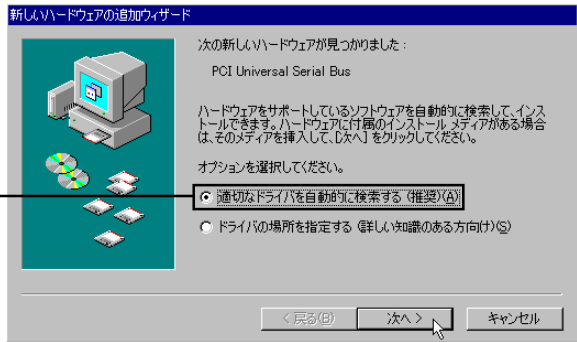 新しいハードウェアの追加ウィザード
次の新しいハードウェアが見つかりました :
PCI Universal Serial Bus
ハードウェアをサポートしているソフトウェアを自動的に検索して、インス
トールできます。ハードウェアに付属のインストール メディアがある場合
は、そのメディアを挿入して、[次へ] をクリックしてください。
オプションを選択してください。
適切なドライバを自動的に検索する (推奨)(A)
ドライバの場所を指定する (詳しい知識のある方向け)(S)
< 戻る(B)
次へ >
キャンセル